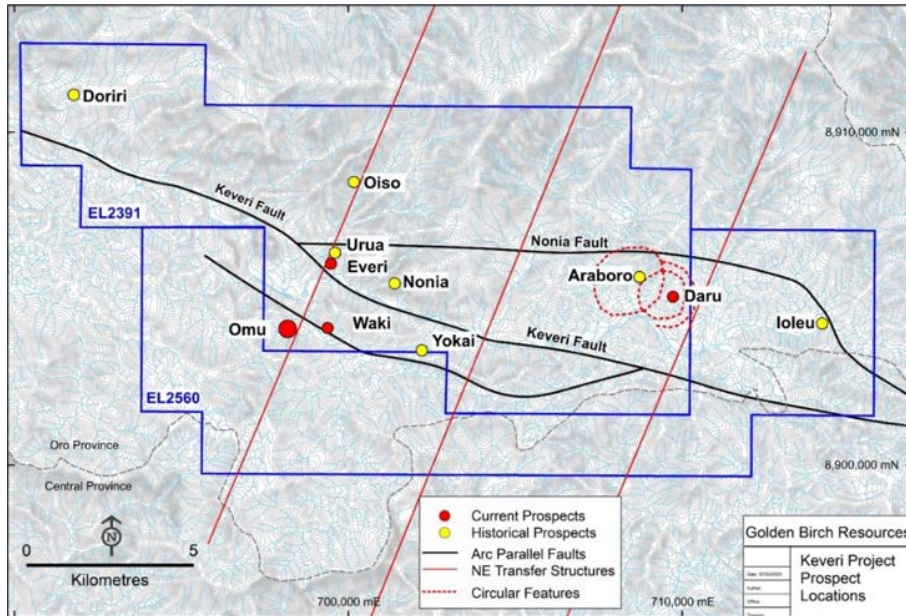 Doriri
8,910,000 mN
Oiso
Keveri Fault
EL2391
Urua
Nonia Fault
Everi
Araboro
Nonia
Daru
Omu
Waki
Ioleu
Yokai
Keveri Fault
EL2560
Oro Province
Central Province
8,900,000 mN
N
0 5
Kilometres
Current Prospects
Historical Prospects
Arc Parallel Faults
NE Transfer Structures
Circular Features
Golden Birch Resources
Keveri Project
Prospect
Locations
700,000 mE
710,000 mE